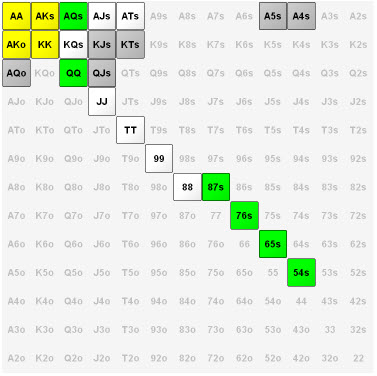 AA AKs AQs AJs ATs A9s A8s A7s A6s A5s A4s A3s A2s
AKo KK KQs KJs KTs K9s K8s K7s K6s K5s K4s K3s K2s
AQo KQo QQ QJs QTs Q9s Q8s Q7s Q6s Q5s Q4s Q3s Q2s
AJo KJo QJo JJ JTs J9s J8s J7s J6s J5s J4s J3s J2s
ATo KTo QTo JTo TT T9s T8s T7s T6s T5s T4s T3s T2s
A9o K9o Q9o J9o T9o 99 98s 97s 96s 95s 94s 93s 92s
A8o K8o Q8o J8o T8o 98o 88 87s 86s 85s 84s 83s 82s
A7o K7o Q7o J7o T7o 97o 87o 77 76s 75s 74s 73s 72s
A6o K6o Q6o J6o T6o 96o 86o 76o 66 65s 64s 63s 62s
A5o K5o Q5o J5o T5o 95o 85o 75o 65o 55 54s 53s 52s
A4o K4o Q4o J4o T4o 94o 84o 74o 64o 54o 44 43s 42s
A3o K3o Q3o J3o T3o 93o 83o 73o 63o 53o 43o 33 32s
A2o K2o Q2o J2o T2o 92o 82o 72o 62o 52o 42o 32o 22